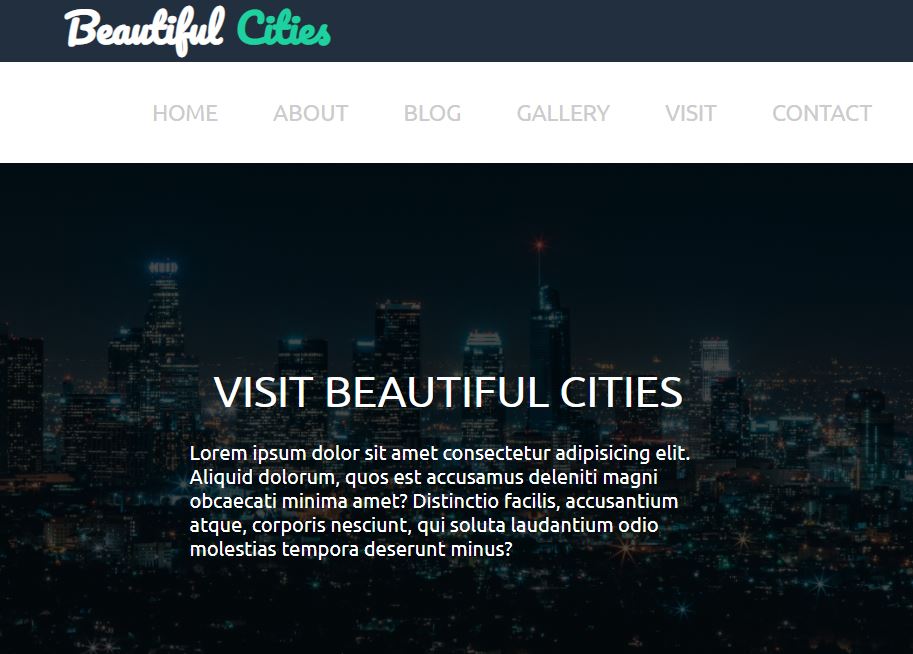 Beautiful Cities
HOME ABOUT BLOG GALLERY VISIT CONTACT
VISIT BEAUTIFUL CITIES
Lorem ipsum dolor sit amet consectetur adipisicing elit.
Aliquid dolorum, quos est accusamus deleniti magni
obcaecati minima amet? Distinctio facilis, accusantium
atque, corporis nesciunt, qui soluta laudantium odio
molestias tempora deserunt minus?